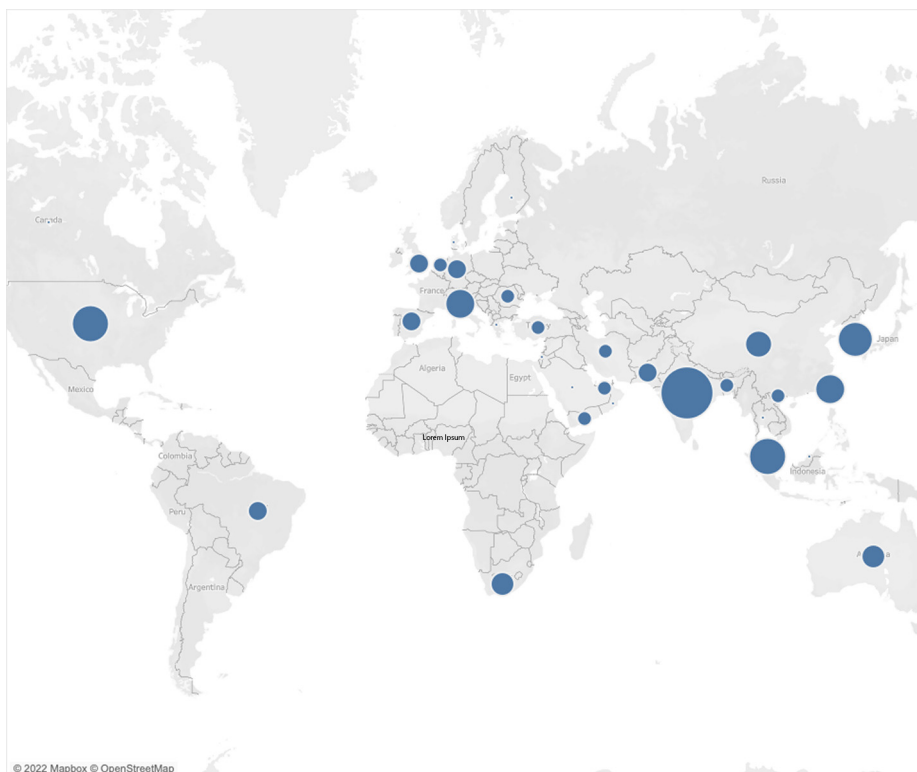 Russia
Canada
France
Japan
Algeria
Egypt
Mexico
Lorem Ipsum
Colombia
Indonesia
Peru
Argentina
© 2022 Mapbox © OpenStreetMap